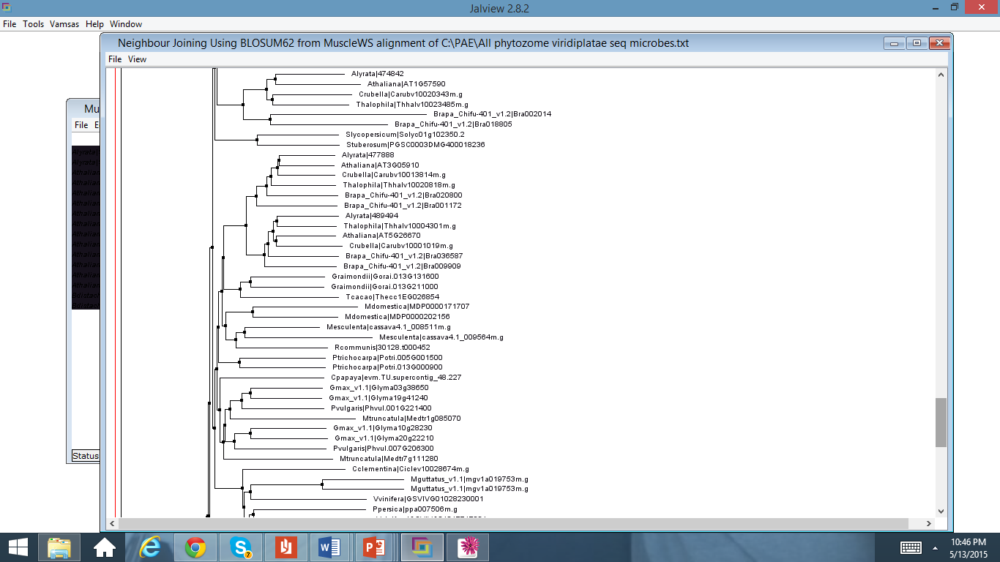 Jalview 2.8.2
File Tools Vamsas Help Window
Neighbour Joining Using BLOSUM62 from MuscleWS alignment of C:\PAE\All phytozome viridiplatae seq microbes.txt
File View
Mu
File E
Alyrata|474842
Athaliana|AT1G57590
Crubella|Carubv10020343m.g
Thalophila|Thhalv10023485m.g
Brapa_Chifu-401_v1.2|Bra002014
Brapa_Chifu-401_v1.2|Bra018805
Slycopersicum|Solyc01g102350.2
Stuberosum|PGSC0003DMG400018236
Alyrata|477888
Athaliana|AT3G05910
Crubella|Carubv10013814m.g
Thalophila|Thhalv10020818m.g
Brapa_Chifu-401_v1.2|Bra020800
Brapa_Chifu-401_v1.2|Bra001172
Alyrata|489494
Thalophila|Thhalv10004301m.g
Athaliana|AT5G26670
Crubella|Carubv10001019m.g
Brapa_Chifu-401_v1.2|Bra036587
Brapa_Chifu-401_v1.2|Bra009909
Graimondii|Gorai.013G131600
Graimondii|Gorai.013G211000
Tcacao|Thecc1EG026854
Mdomestica|MDP0000171707
Mdomestica|MDP0000202156
Mesculenta|cassava4.1_008511m.g
Mesculenta|cassava4.1_009564m.g
Rcommunis|30128.t000452
Ptrichocarpa|Potri.005G001500
Ptrichocarpa|Potri.013G000900
Cpapaya|evm.TU.supercontig_48.227
Gmax_v1.1|Glyma03g38650
Gmax_v1.1|Glyma19g41240
Pvulgaris|Phvul.001G221400
Mtruncatula|Medtr1g085070
Gmax_v1.1|Glyma10g28230
Gmax_v1.1|Glyma20g22210
Pvulgaris|Phvul.007G206300
Mtruncatula|Medtr7g111280
Cclementina|Ciclev10028674m.g
Mguttatus_v1.1|mgv1a019753m.g
Mguttatus_v1.1|mgv1a019753m.g
Vvinifera|GSVIVG01028230001
Ppersica|ppa007506m.g
Status
10:46 PM
5/13/2015